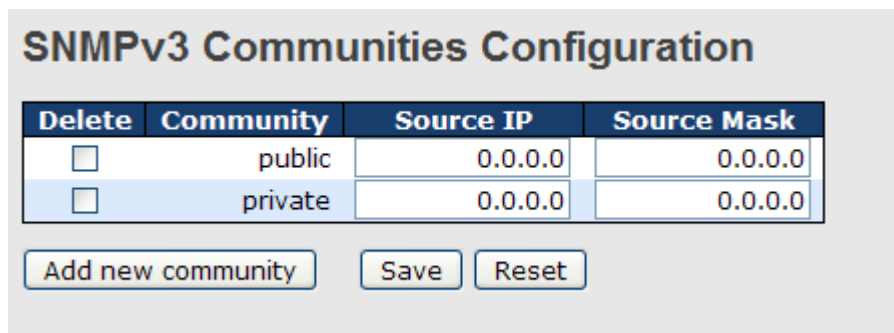 SNMPv3 Communities Configuration
Delete Community Source IP Source Mask
public 0.0.0.0 0.0.0.0
private 0.0.0.0 0.0.0.0
Add new community Save Reset